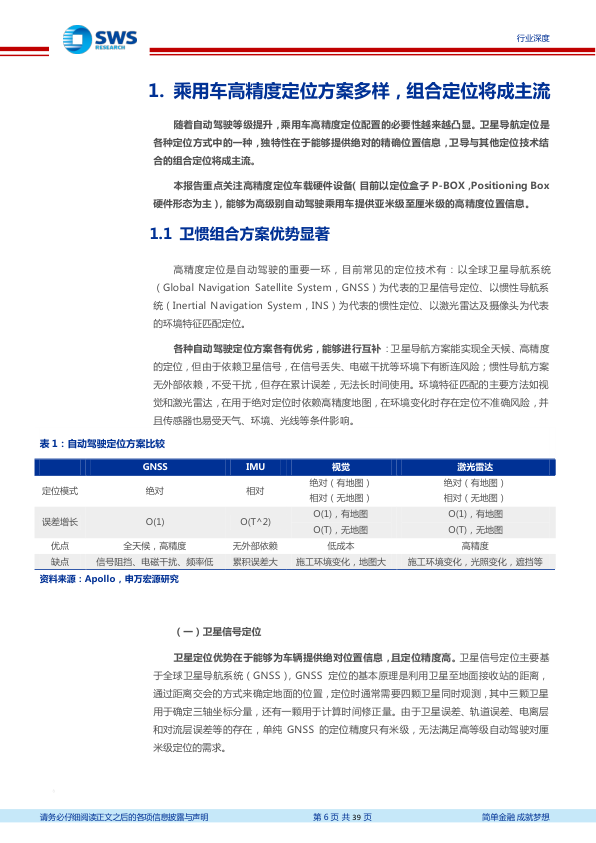 SWS
RESEARCH
行业深度
1. 乘用车高精度定位方案多样，组合定位将成主流
随着自动驾驶等级提升，乘用车高精度定位配置的必要性越来越凸显。卫星导航定位是
各种定位方式中的一种，独特性在于能够提供绝对的精确位置信息，卫导与其他定位技术结
合的组合定位将成主流。
本报告重点关注高精度定位车载硬件设备（目前以定位盒子 P-BOX ,Positioning Box
硬件形态为主），能够为高级别自动驾驶乘用车提供亚米级至厘米级的高精度位置信息。
1.1 卫惯组合方案优势显著
高精度定位是自动驾驶的重要一环，目前常见的定位技术有：以全球卫星导航系统
（Global Navigation Satellite System，GNSS）为代表的卫星信号定位、以惯性导航系
统（Inertial Navigation System，INS）为代表的惯性定位、以激光雷达及摄像头为代表
的环境特征匹配定位。
各种自动驾驶定位方案各有优劣，能够进行互补：卫星导航方案能实现全天候、高精度
的定位，但由于依赖卫星信号，在信号丢失、电磁干扰等环境下有断连风险；惯性导航方案
无外部依赖，不受干扰，但存在累计误差，无法长时间使用。环境特征匹配的主要方法如视
觉和激光雷达，在用于绝对定位时依赖高精度地图，在环境变化时存在定位不准确风险，并
且传感器也易受天气、环境、光线等条件影响。
表 1：自动驾驶定位方案比较
GNSS IMU 视觉 激光雷达
定位模式 绝对 相对 绝对（有地图） 绝对（有地图）
相对（无地图） 相对（无地图）
误差增长 O(1) O(T^2) O(1)，有地图 O(1)，有地图
O(T)，无地图 O(T)，无地图
优点 全天候，高精度 无外部依赖 低成本 高精度
缺点 信号阻挡、电磁干扰、频率低 累积误差大 施工环境变化，地图大 施工环境变化，光照变化，遮挡等
资料来源：Apollo，申万宏源研究
（一）卫星信号定位
卫星定位优势在于能够为车辆提供绝对位置信息，且定位精度高。卫星信号定位主要基
于全球卫星导航系统（GNSS），GNSS 定位的基本原理是利用卫星至地面接收站的距离，
通过距离交会的方式来确定地面的位置，定位时通常需要四颗卫星同时观测，其中三颗卫星
用于确定三轴坐标分量，还有一颗用于计算时间修正量。由于卫星误差、轨道误差、电离层
和对流层误差等的存在，单纯 GNSS 的定位精度只有米级，无法满足高等级自动驾驶对厘
米级定位的需求。
请务必仔细阅读正文之后的各项信息披露与声明 第 6 页 共 39 页 简单金融 成就梦想